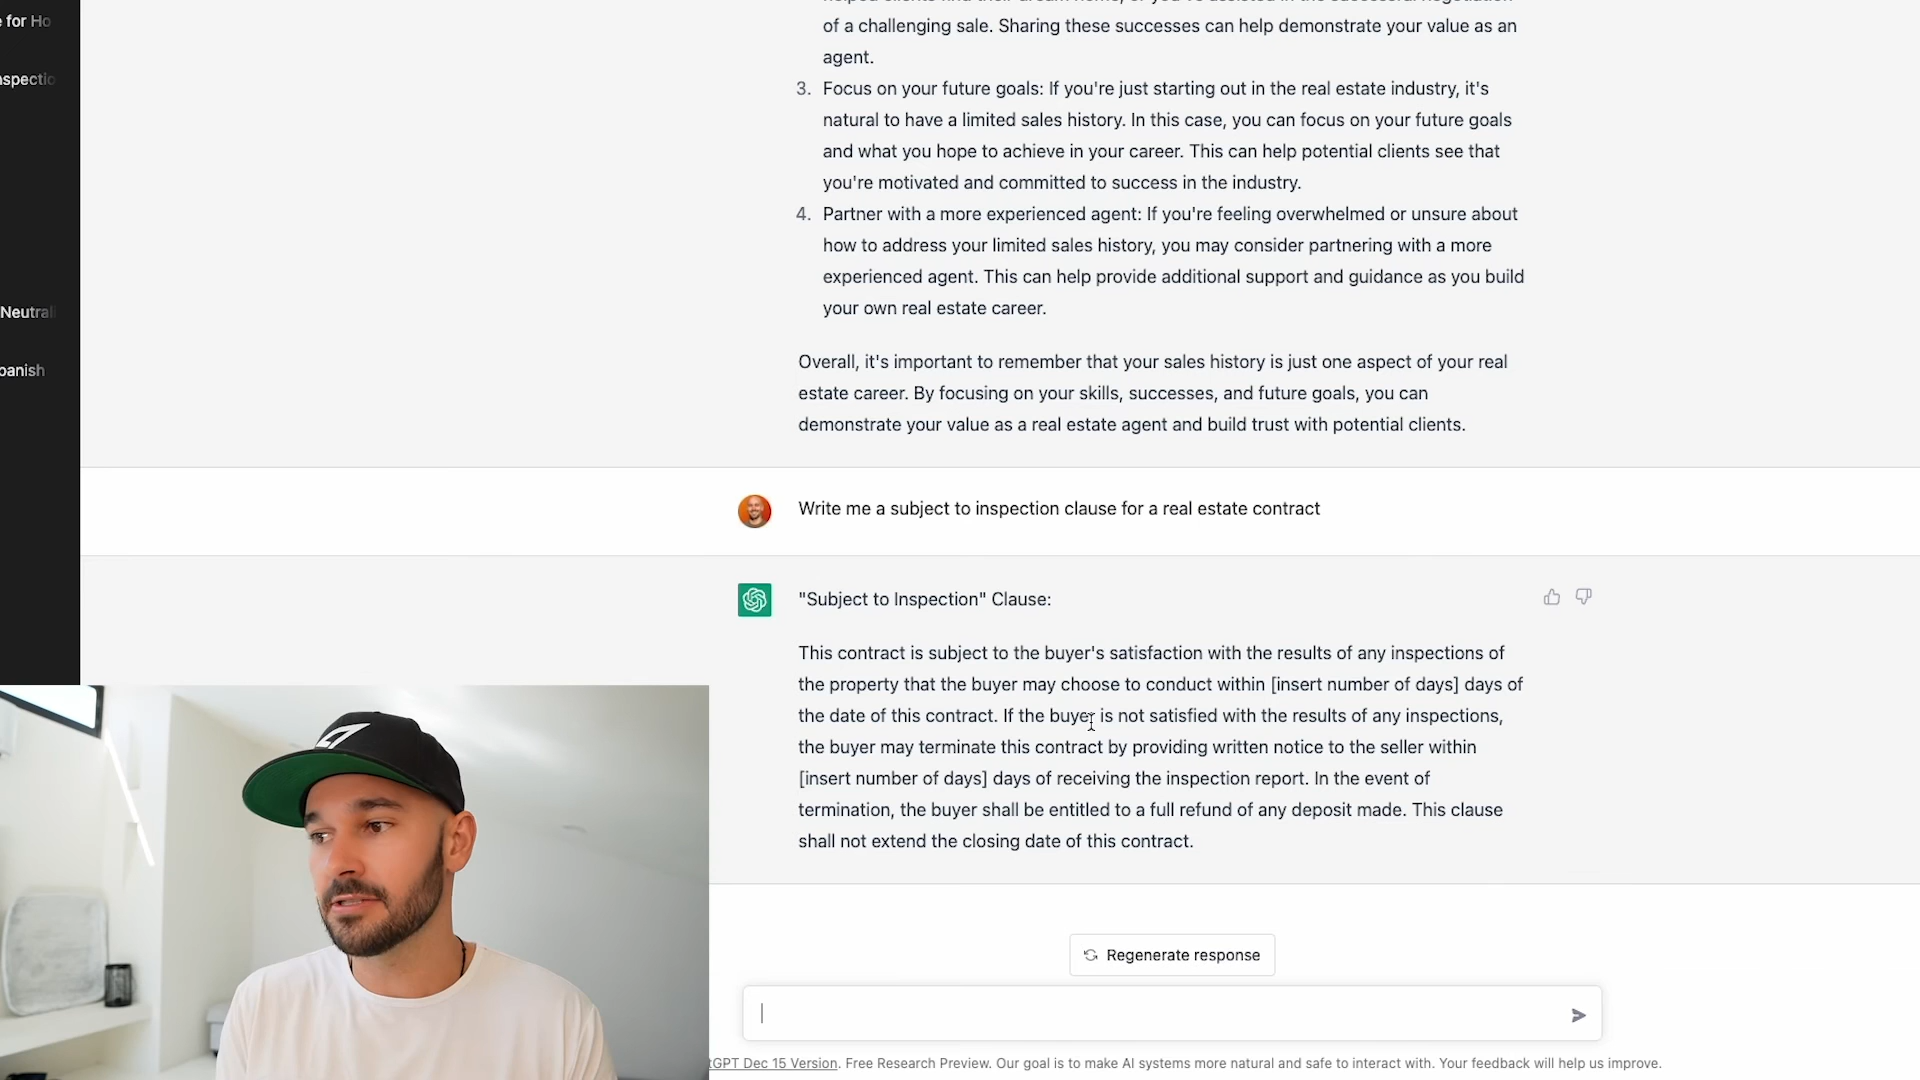 of a challenging sale. Sharing these successes can help demonstrate your value as an
agent.
3. Focus on your future goals: If you're just starting out in the real estate industry, it's
natural to have a limited sales history. In this case, you can focus on your future goals
and what you hope to achieve in your career. This can help potential clients see that
you're motivated and committed to success in the industry.
4. Partner with a more experienced agent: If you're feeling overwhelmed or unsure about
how to address your limited sales history, you may consider partnering with a more
experienced agent. This can help provide additional support and guidance as you build
your own real estate career.
Overall, it's important to remember that your sales history is just one aspect of your real
estate career. By focusing on your skills, successes, and future goals, you can
demonstrate your value as a real estate agent and build trust with potential clients.
Write me a subject to inspection clause for a real estate contract
"Subject to Inspection" Clause:
This contract is subject to the buyer's satisfaction with the results of any inspections of
the property that the buyer may choose to conduct within [insert number of days] days of
the date of this contract. If the buyer is not satisfied with the results of any inspections,
the buyer may terminate this contract by providing written notice to the seller within
[insert number of days] days of receiving the inspection report. In the event of
termination, the buyer shall be entitled to a full refund of any deposit made. This clause
shall not extend the closing date of this contract.
Regenerate response
tGPT Dec 15 Version. Free Research Preview. Our goal is to make AI systems more natural and safe to interact with. Your feedback will help us improve.
e for Ho
nspectio
Neutral
panish